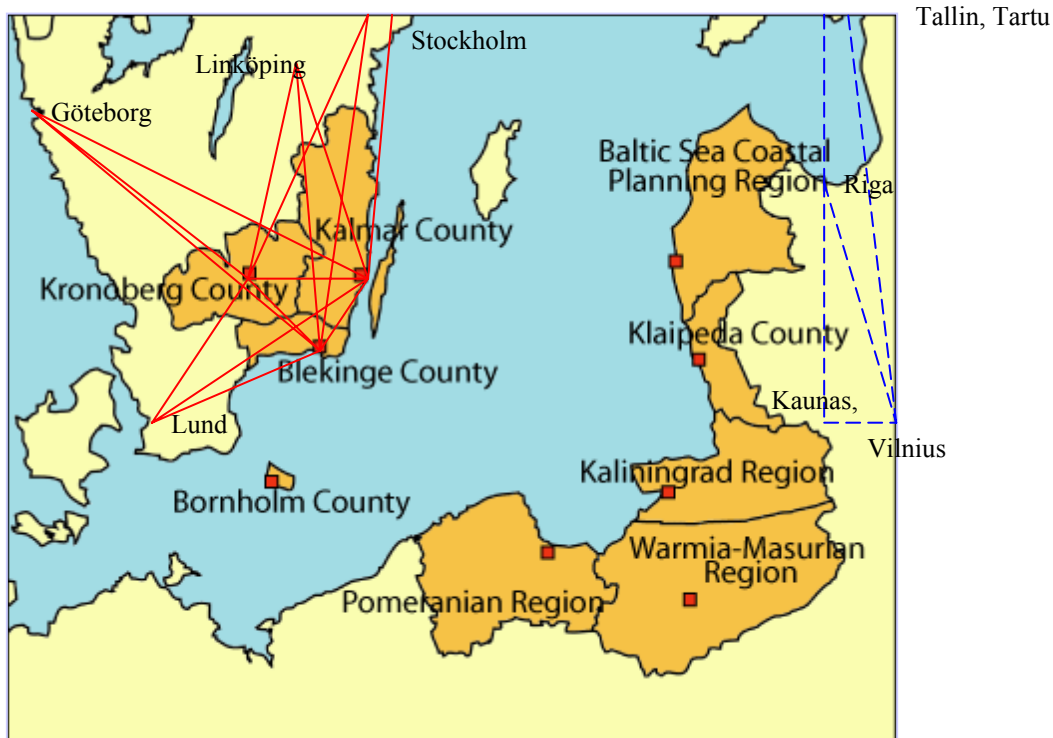 Tallin, Tartu
Stockholm
Linköping
Göteborg
Baltic Sea Coastal
Planning Region
Riga
Kalmar County
Kronoberg County
Klaipeda County
Blekinge County
Kaunas,
Lund
Vilnius
Kaliningrad Region
Bornholm County
Warmia-Masurian
Region
Pomeranian Region